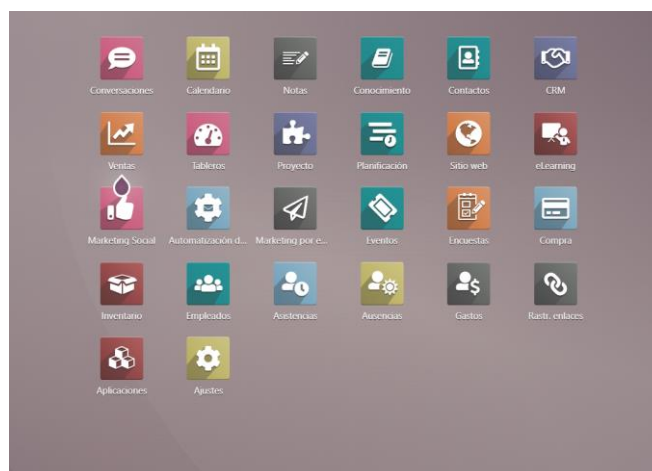 Conversaciones
Calendario
Notas
Conocimiento
Contactos
CRM
Ventas
Tableros
Proyecto
Planificación
Sitio web
eLearning
Marketing Social
Automatización d...
Marketing por e...
Eventos
Encuestas
Compra
Inventario
Empleados
Asistencias
Ausencias
Gastos
Rastr. enlaces
Aplicaciones
Ajustes